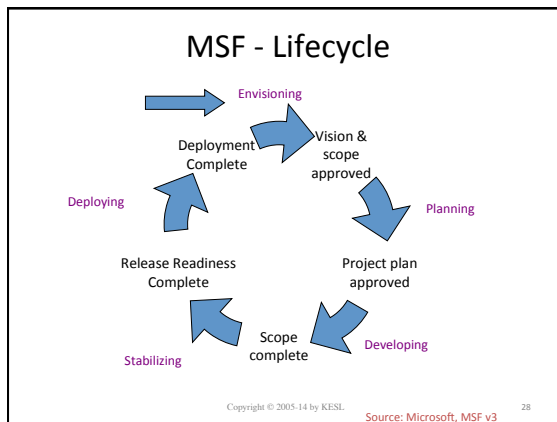 MSF - Lifecycle
Envisioning
Deployment
Complete
Vision &
scope
approved
Deploying
Planning
Release Readiness
Complete
Project plan
approved
Scope
complete
Developing
Stabilizing
Copyright © 2005-14 by KESL
28
Source: Microsoft, MSF v3